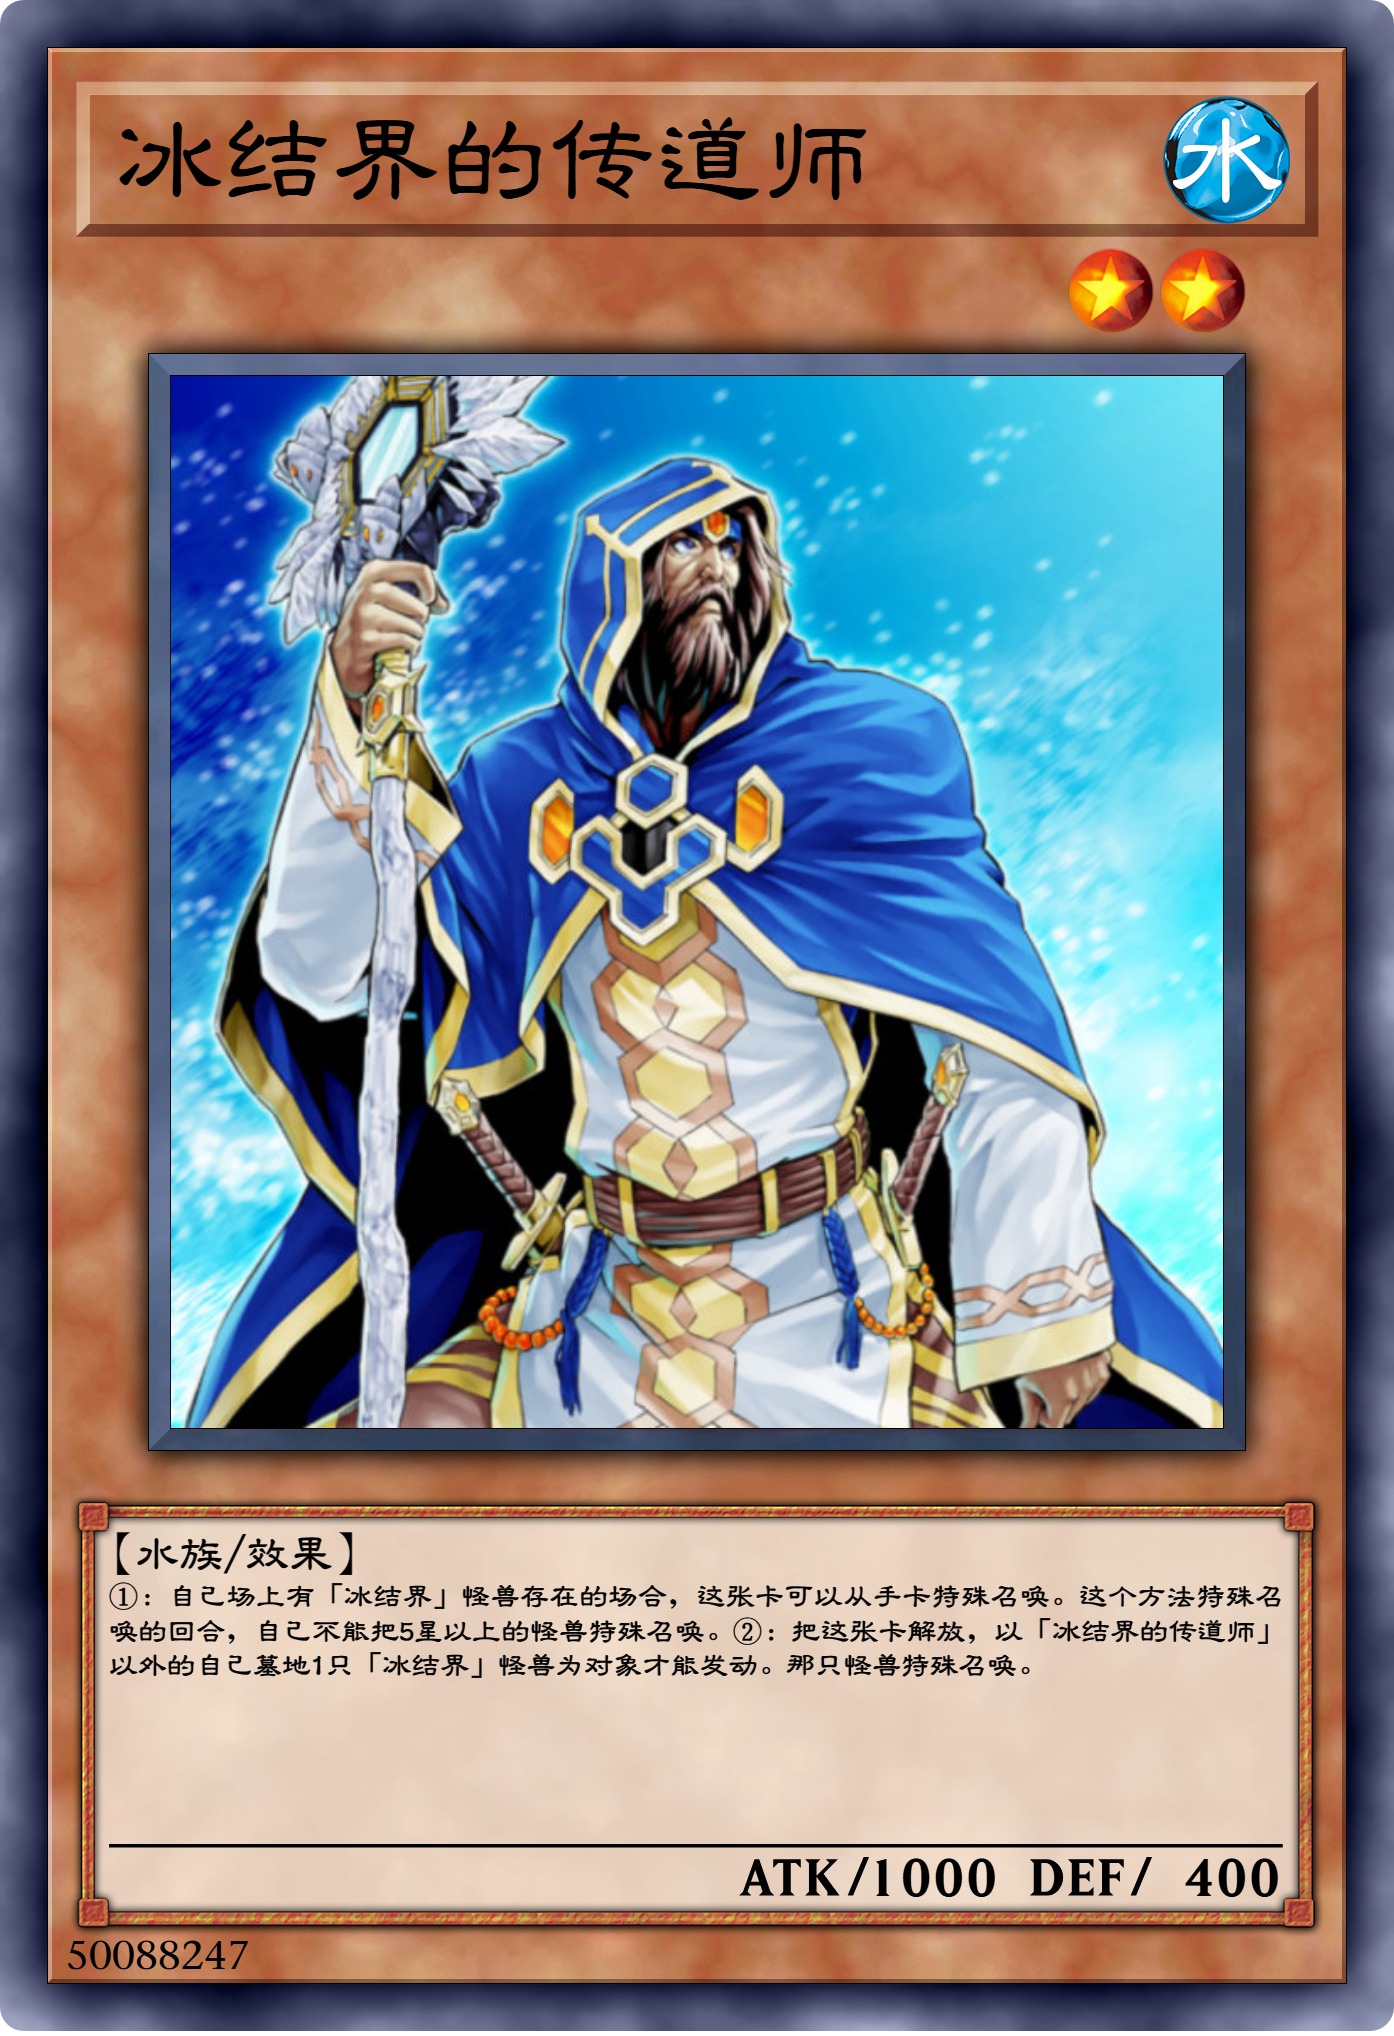 冰结界的传道师
水
【水族/效果】
①：自己场上有「冰结界」怪兽存在的场合，这张卡可以从手卡特殊召唤。这个方法特殊召
唤的回合，自己不能把5星以上的怪兽特殊召唤。②：把这张卡解放，以「冰结界的传道师」
以外的自己墓地1只「冰结界」怪兽为对象才能发动。那只怪兽特殊召唤。
ATK/1000 DEF/ 400
50088247